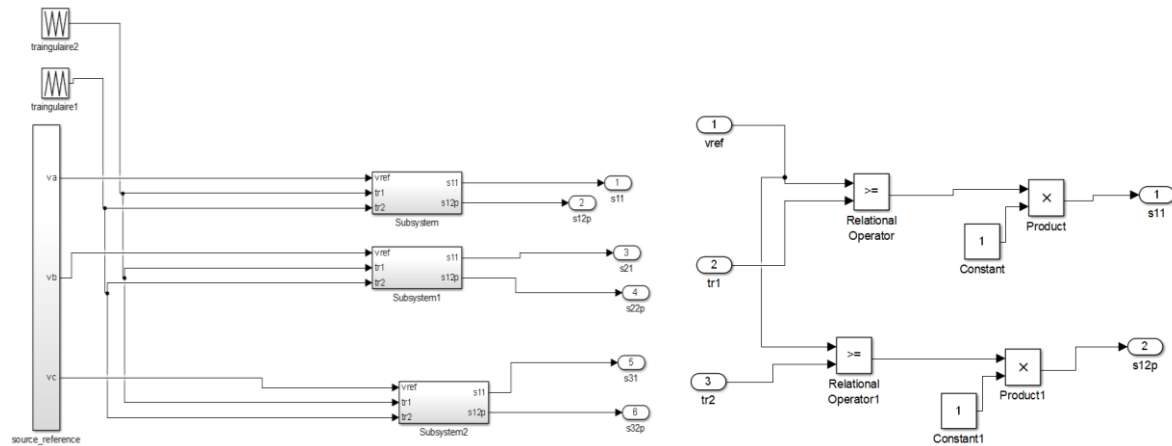 traingulaire2
traingulaire1
va
vb
vc
source_reference
vref
tr1
tr2
s11
s12p
Subsystem
1
s11
2
s12p
vref
tr1
tr2
s11
s12p
Subsystem1
3
s21
4
s22p
vref
tr1
tr2
s11
s12p
Subsystem2
5
s31
6
s32p
1
vref
2
tr1
3
tr2
>=
Relational
Operator
1
Constant
×
Product
1
s11
>=
Relational
Operator1
1
Constant1
×
Product1
2
s12p